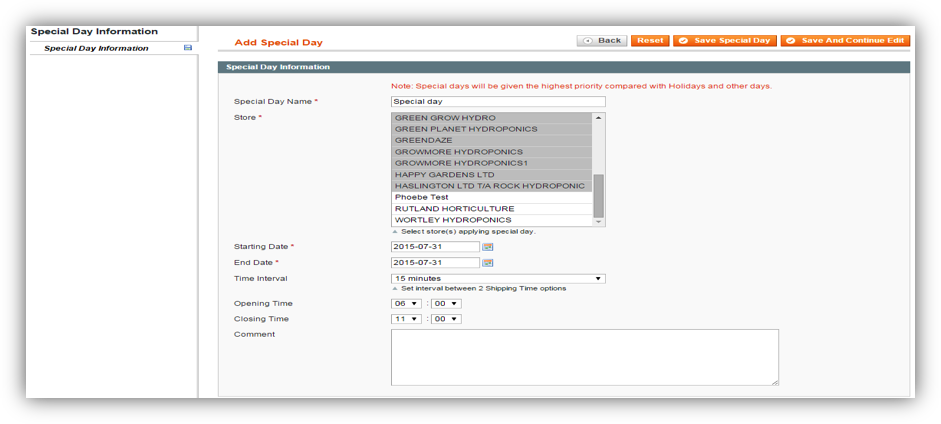 Special Day Information
Special Day Information
Add Special Day
Back Reset Save Special Day Save And Continue Edit
Special Day Information
Note: Special days will be given the highest priority compared with Holidays and other days.
Special Day Name * Special day
Store * GREEN GROW HYDRO
GREEN PLANET HYDROPONICS
GREENDAZE
GROWMORE HYDROPONICS
GROWMORE HYDROPONICS1
HAPPY GARDENS LTD
HASLINGTON LTD T/A ROCK HYDROPONIC
Phoebe Test
RUTLAND HORTICULTURE
WORTLEY HYDROPONICS
Select store(s) applying special day.
Starting Date * 2015-07-31
End Date * 2015-07-31
Time Interval 15 minutes
Set interval between 2 Shipping Time options
Opening Time 06 : 00
Closing Time 11 : 00
Comment